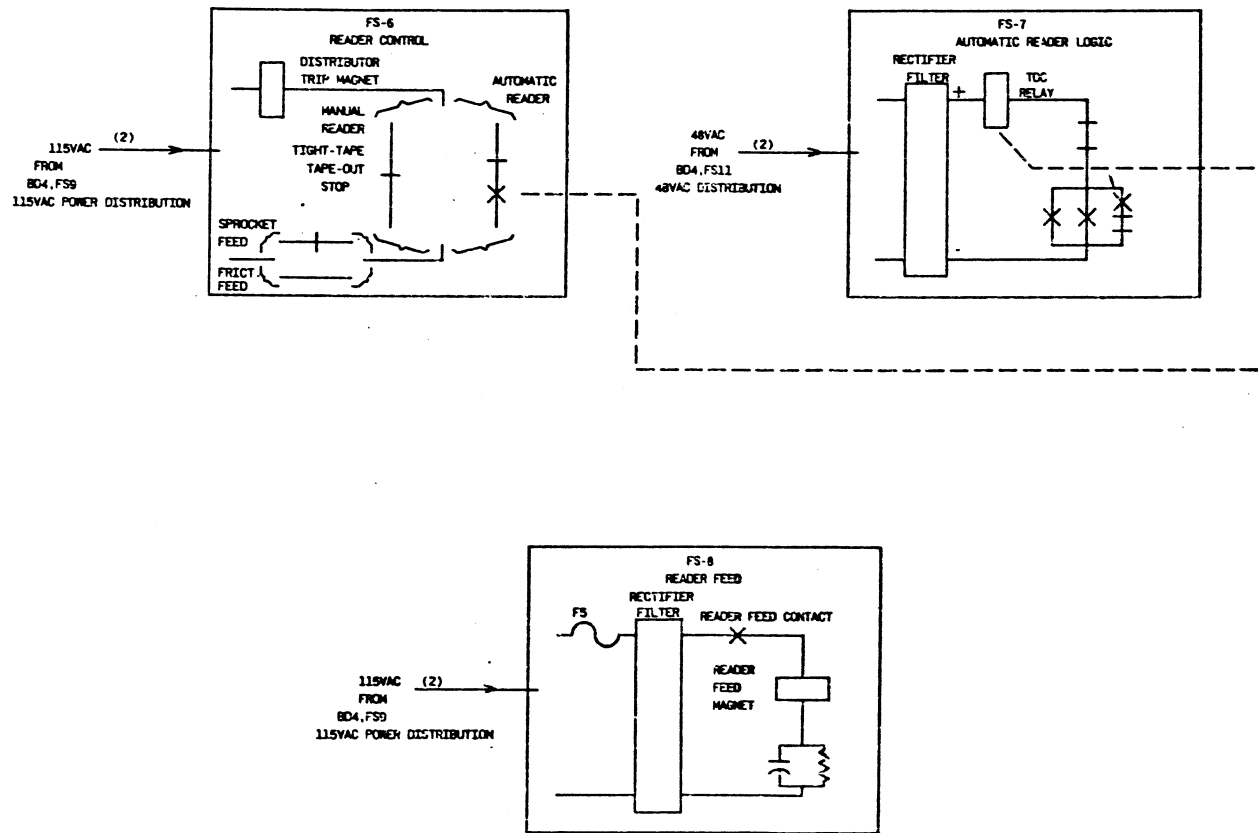 FS-6
READER CONTROL
DISTRIBUTOR
TRIP MAGNET
AUTOMATIC
READER
MANUAL
READER
TIGHT-TAPE
TAPE-OUT
STOP
115VAC (2)
FROM
BD4,FS9
115VAC POWER DISTRIBUTION
SPROCKET
FEED
FRICT.
FEED
FS-7
AUTOMATIC READER LOGIC
RECTIFIER
FILTER
+
TDC
RELAY
48VAC (2)
FROM
BD4,FS11
48VAC DISTRIBUTION
FS-8
READER FEED
RECTIFIER
FILTER
F5
READER FEED CONTACT
READER
FEED
MAGNET
115VAC (2)
FROM
BD4,FS9
115VAC POWER DISTRIBUTION